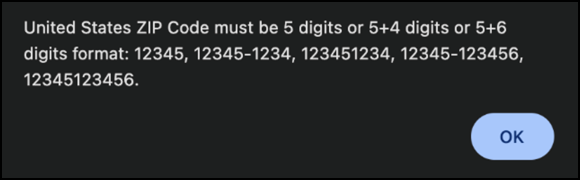 United States ZIP Code must be 5 digits or 5+4 digits or 5+6
digits format: 12345, 12345-1234, 123451234, 12345-123456,
12345123456.
OK